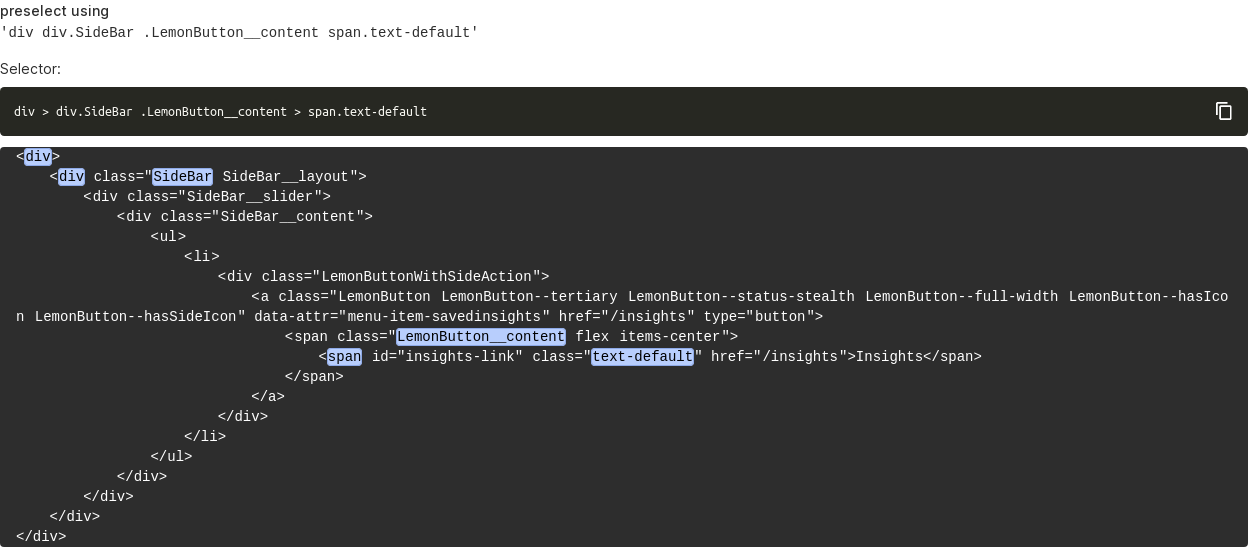 preselect using
'div div.SideBar .LemonButton__content span.text-default'
Selector:
div > div.SideBar .LemonButton__content > span.text-default
<div>
<div class="SideBar SideBar__layout">
<div class="SideBar__slider">
<div class="SideBar__content">
<ul>
<li>
<div class="LemonButtonWithSideAction">
<a class="LemonButton LemonButton--tertiary LemonButton--status-stealth LemonButton--full-width LemonButton--hasIco
n LemonButton--hasSideIcon" data-attr="menu-item-savedinsights" href="/insights" type="button">
<span class="LemonButton__content flex items-center">
<span id="insights-link" class="text-default" href="/insights">Insights</span>
</span>
</a>
</div>
</li>
</ul>
</div>
</div>
</div>
</div>